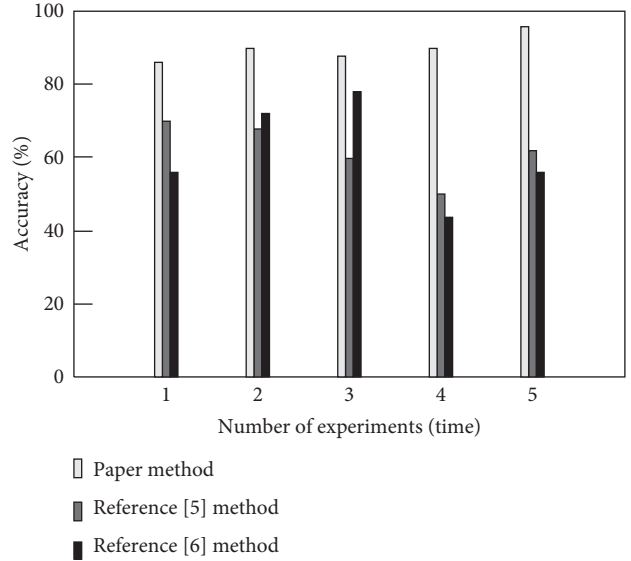 100
80
60
40
20
0
Accuracy (%)
1 2 3 4 5
Number of experiments (time)
Paper method
Reference [5] method
Reference [6] method